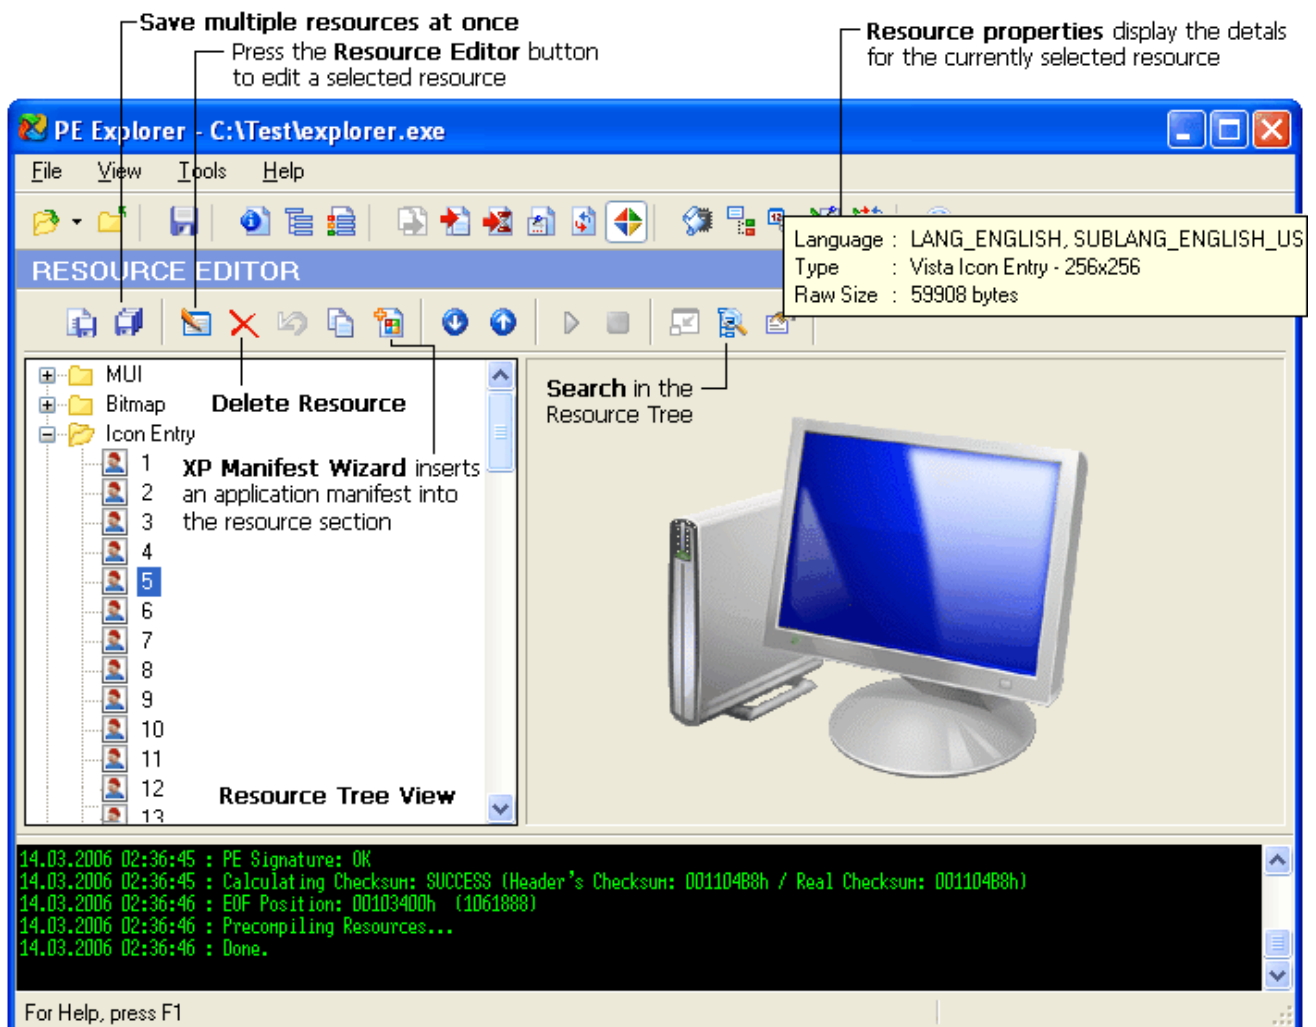 Save multiple resources at once
Press the Resource Editor button
to edit a selected resource
Resource properties display the detals
for the currently selected resource
PE Explorer - C:\Test\explorer.exe
File View Tools Help
Language : LANG_ENGLISH, SUBLANG_ENGLISH_US
Type : Vista Icon Entry - 256x256
Raw Size : 59908 bytes
RESOURCE EDITOR
MUI
Bitmap
Delete Resource
Icon Entry
Search in the
Resource Tree
1
XP Manifest Wizard inserts
2
an application manifest into
3
the resource section
4
5
6
7
8
9
10
11
12
Resource Tree View
13
14.03.2006 02:36:45 : PE Signature: OK
14.03.2006 02:36:45 : Calculating Checksum: SUCCESS (Header's Checksum: 001104B8h / Real Checksum: 001104B8h)
14.03.2006 02:36:46 : EOF Position: 00103400h (1061888)
14.03.2006 02:36:46 : Precompiling Resources...
14.03.2006 02:36:46 : Done.
For Help, press F1